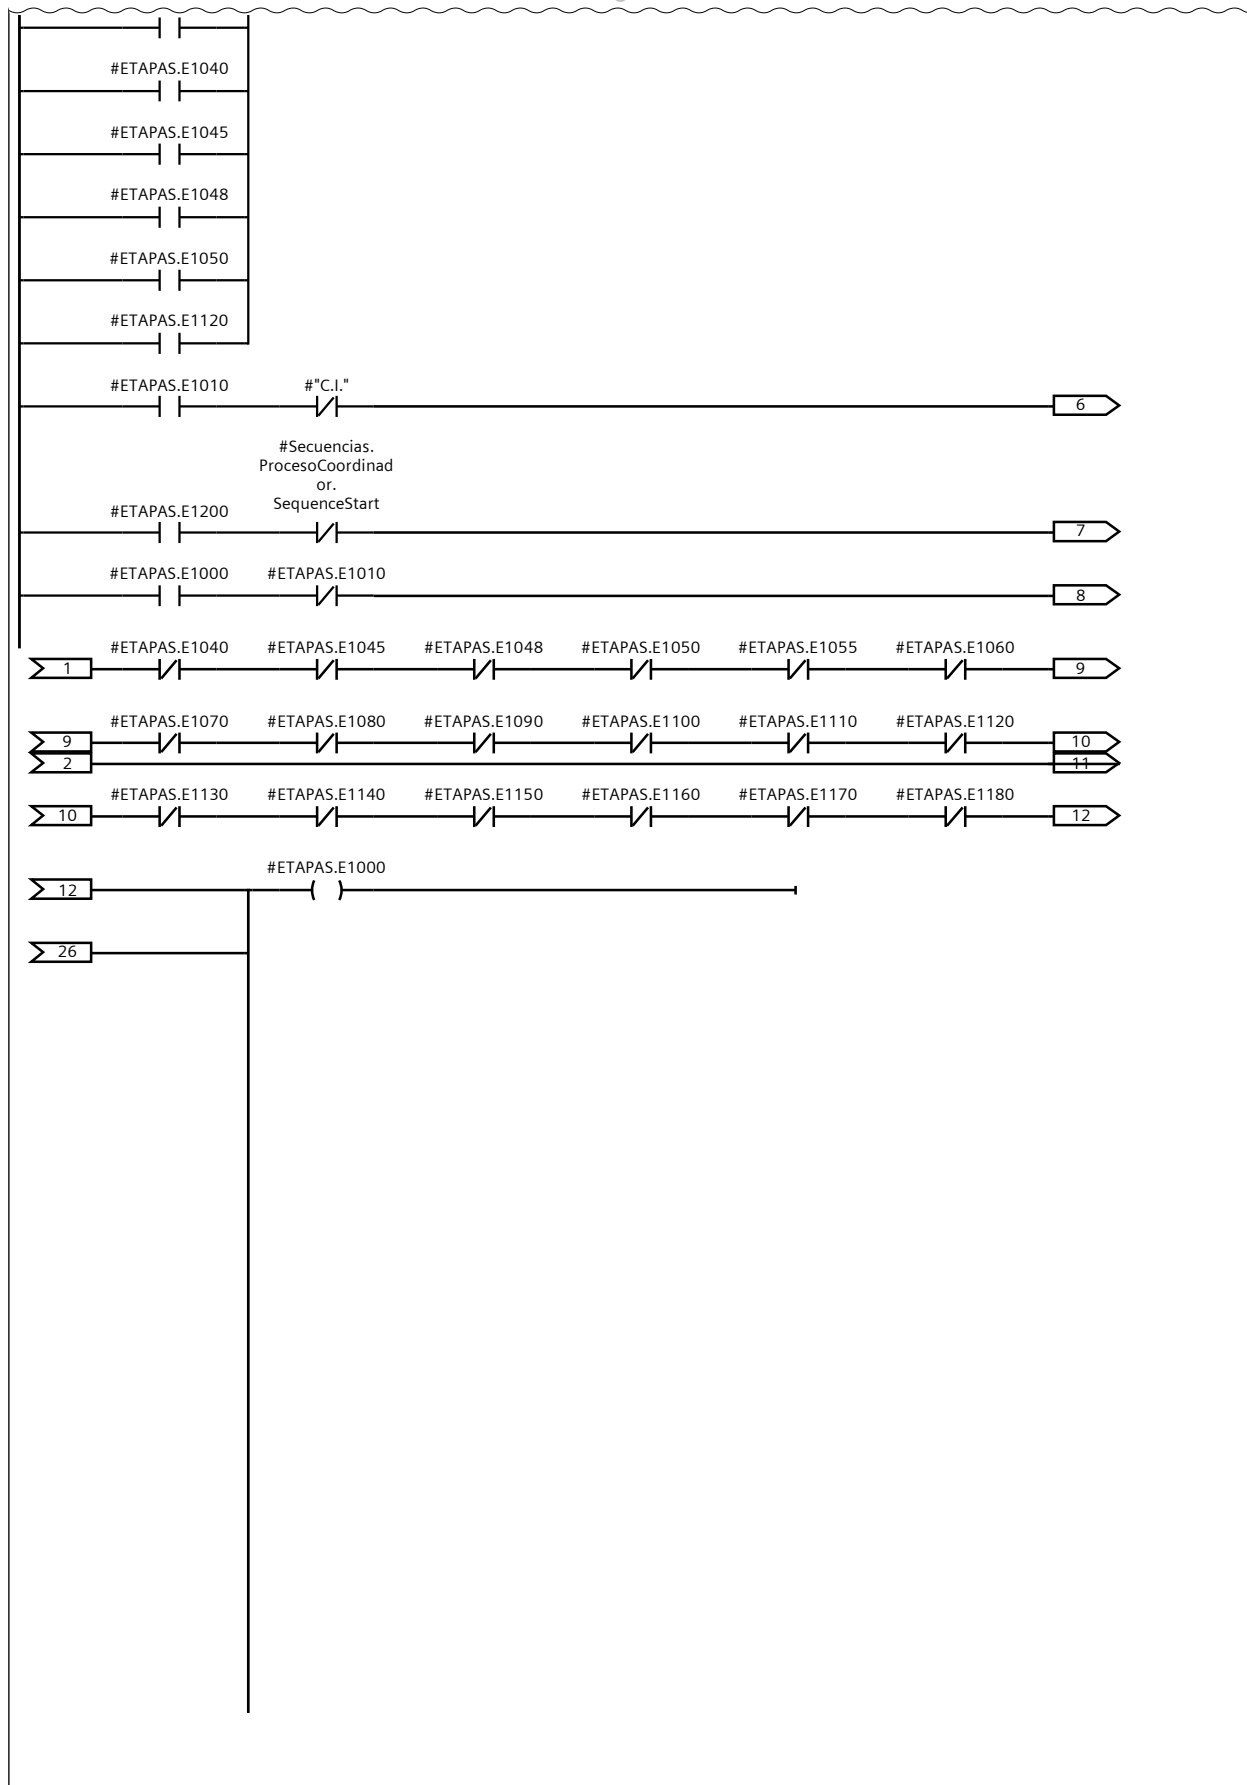 #ETAPAS.E1040
#ETAPAS.E1045
#ETAPAS.E1048
#ETAPAS.E1050
#ETAPAS.E1120
#ETAPAS.E1010 #"C.I."
6
#Secuencias.
ProcesoCoordinad
or.
SequenceStart
#ETAPAS.E1200
7
#ETAPAS.E1000 #ETAPAS.E1010
8
#ETAPAS.E1040 #ETAPAS.E1045 #ETAPAS.E1048 #ETAPAS.E1050 #ETAPAS.E1055 #ETAPAS.E1060
1 9
#ETAPAS.E1070 #ETAPAS.E1080 #ETAPAS.E1090 #ETAPAS.E1100 #ETAPAS.E1110 #ETAPAS.E1120
9 10
2 11
#ETAPAS.E1130 #ETAPAS.E1140 #ETAPAS.E1150 #ETAPAS.E1160 #ETAPAS.E1170 #ETAPAS.E1180
10 12
#ETAPAS.E1000
12
26